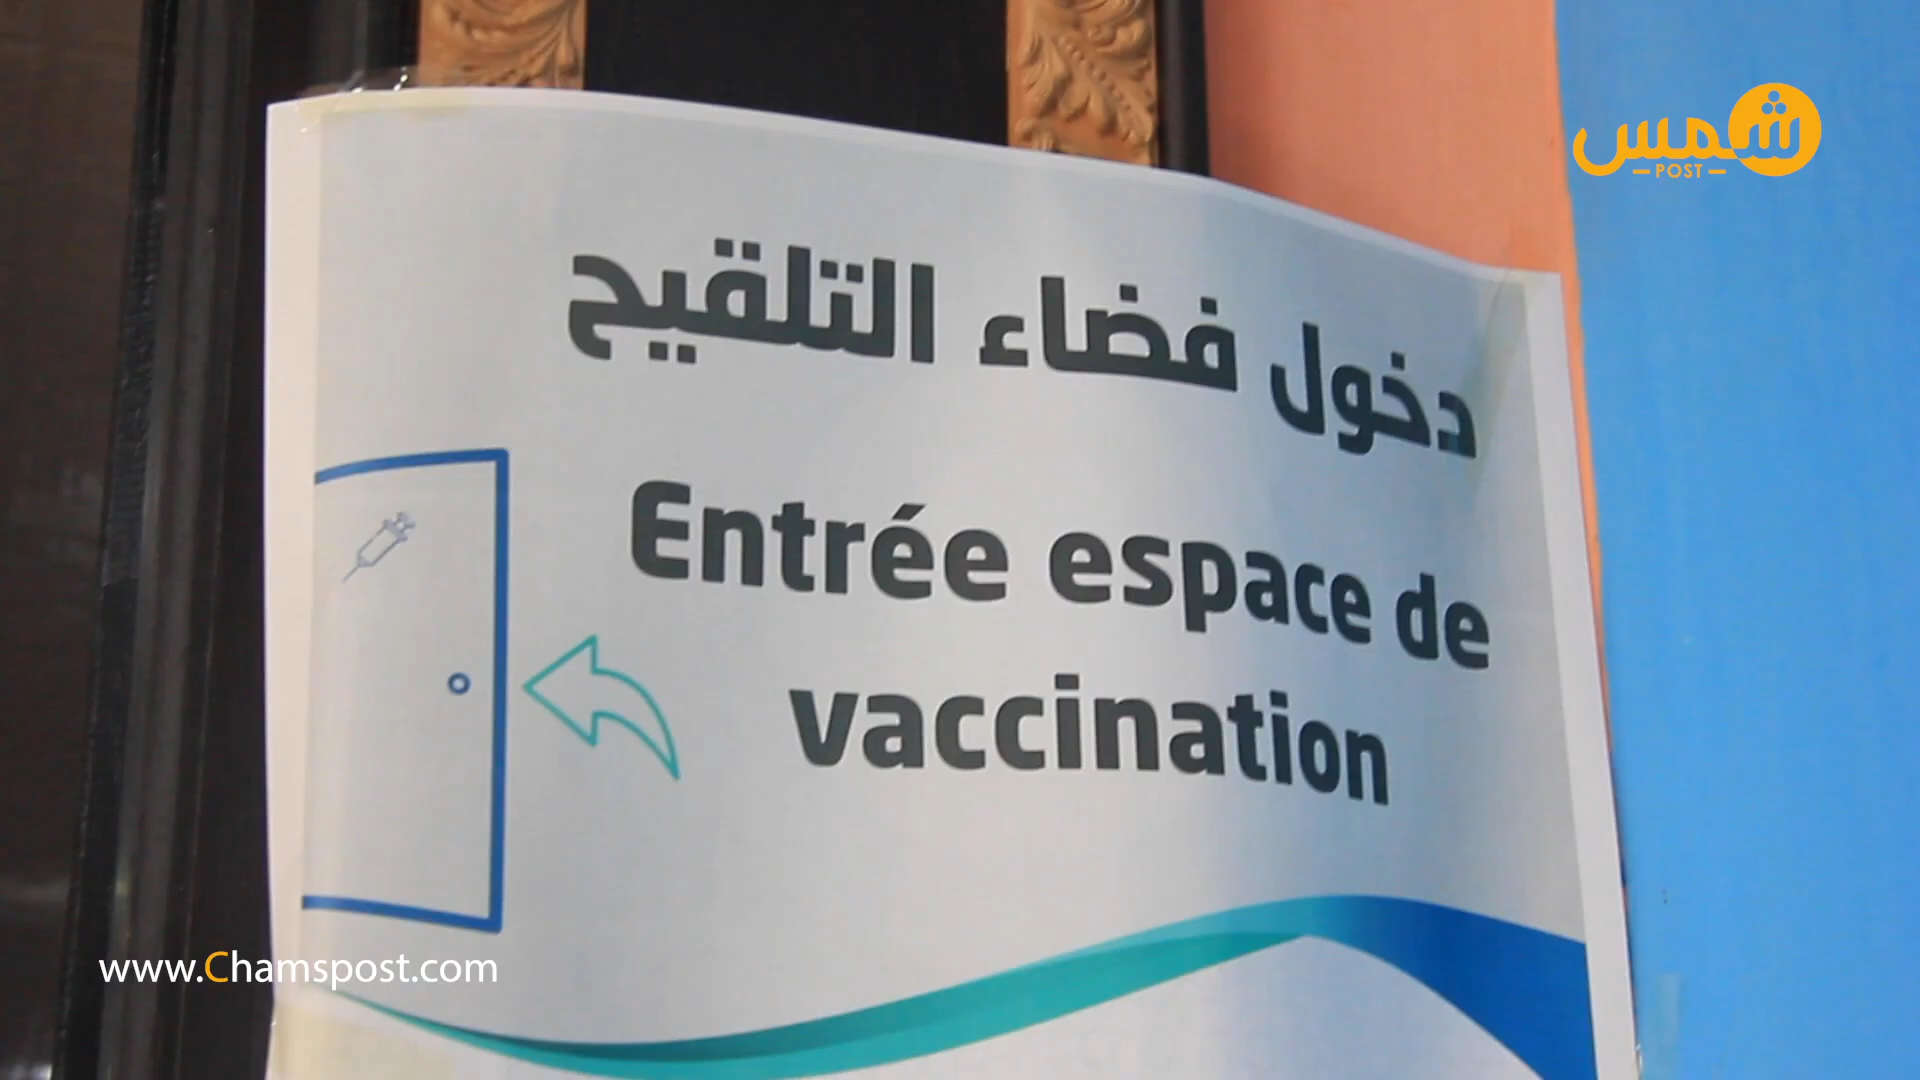 شمس
POST
دخول فضاء التلقيح
Entrée espace de
vaccination
www.Chamspost.com